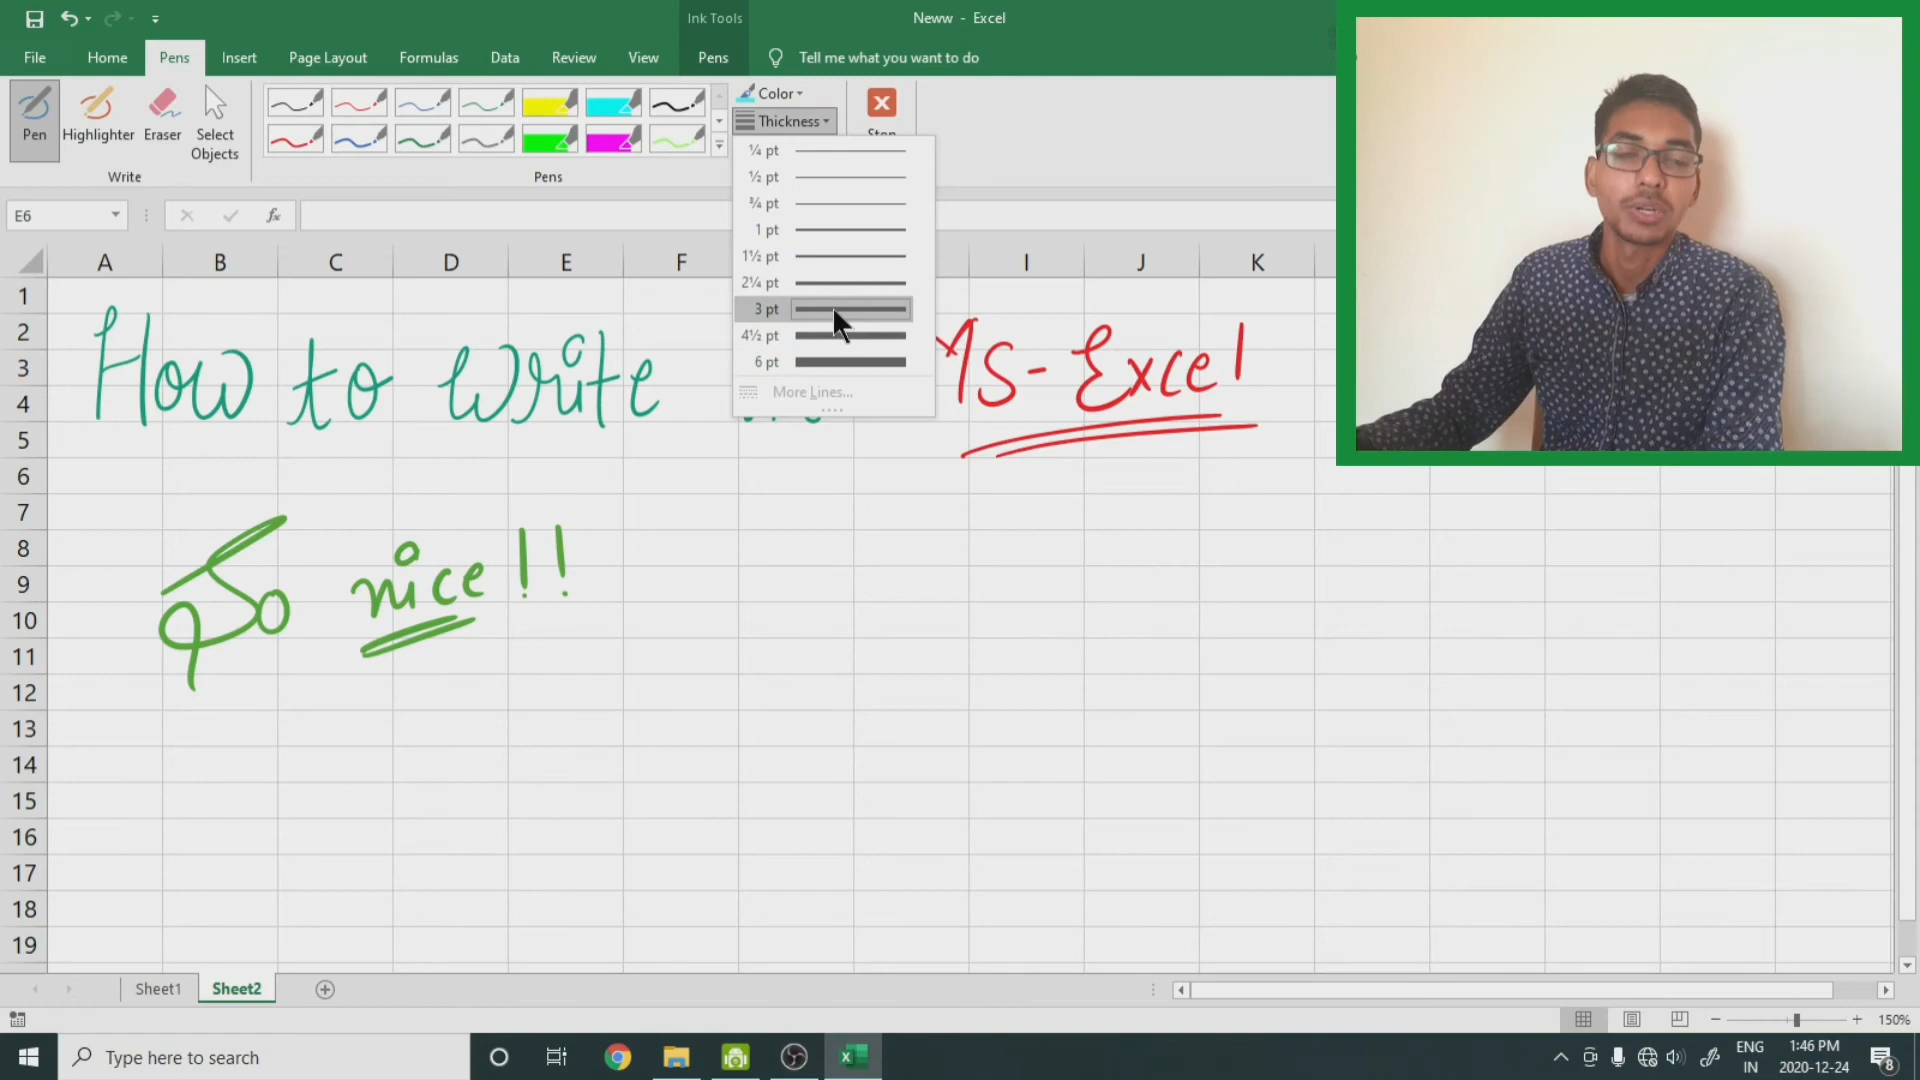 Ink Tools
Neww - Excel
File Home Pens Insert Page Layout Formulas Data Review View Pens Tell me what you want to do
Pen Highlighter Eraser Select Objects
Color
Thickness
Write
Pens
¼ pt
½ pt
¾ pt
1 pt
1½ pt
2¼ pt
3 pt
4½ pt
6 pt
More Lines...
E6
fx
A B C D E F I J K
1
2
3
4
5
6
7
8
9
10
11
12
13
14
15
16
17
18
19
How to write MS-Excel
So nice!!
Sheet1 Sheet2
150%
Type here to search
ENG
IN
1:46 PM
2020-12-24
8